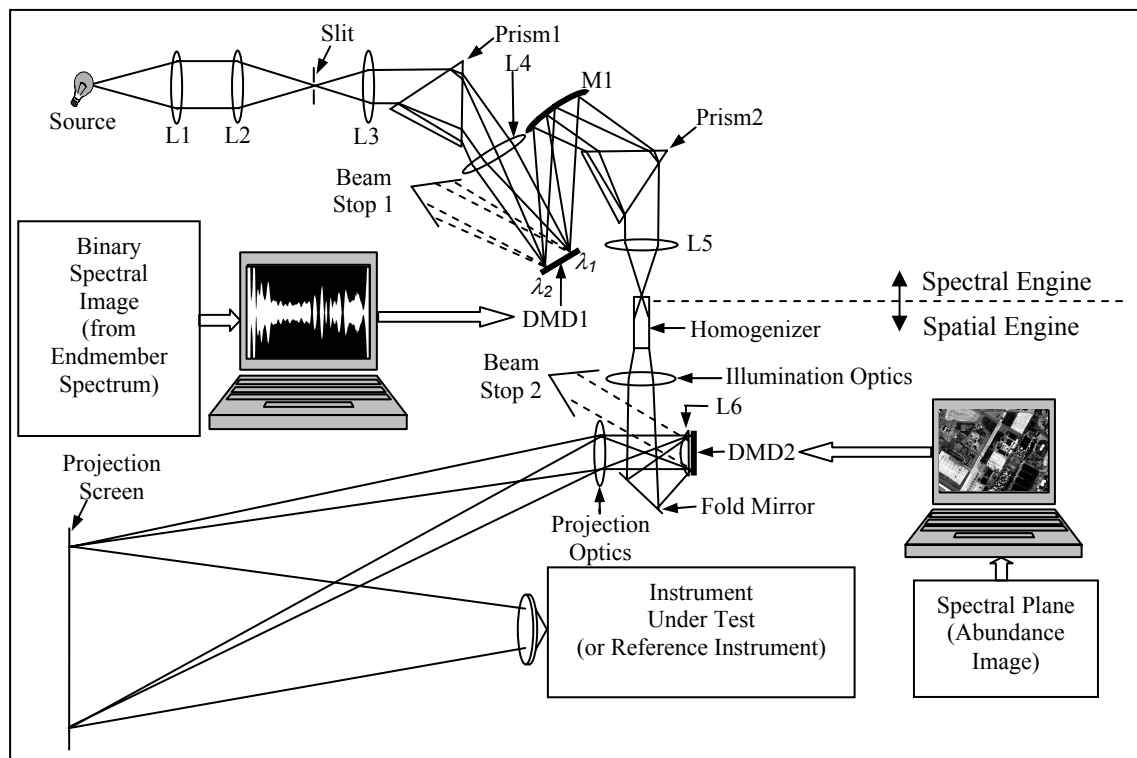 Slit
Prism1
L4
M1
Prism2
Source
L1
L2
L3
Beam
Stop 1
L5
λ1
λ2
DMD1
Binary
Spectral
Image
(from
Endmember
Spectrum)
Spectral Engine
Spatial Engine
Homogenizer
Beam
Stop 2
Illumination Optics
L6
DMD2
Fold Mirror
Projection
Screen
Projection
Optics
Instrument
Under Test
(or Reference Instrument)
Spectral Plane
(Abundance
Image)